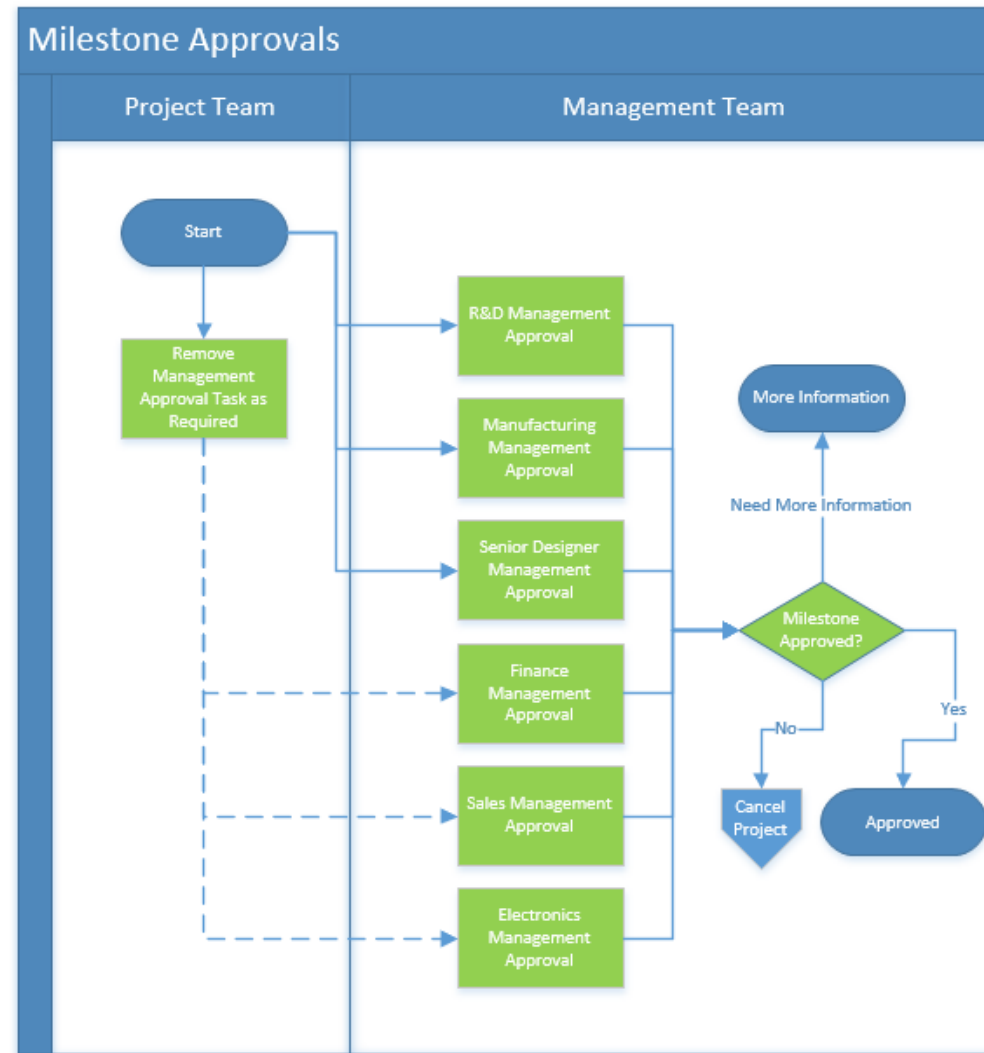 Milestone Approvals
Project Team
Management Team
Start
R&D Management
Approval
Remove
Management
Approval Task as
Required
More Information
Manufacturing
Management
Approval
Need More Information
Senior Designer
Management
Approval
Milestone
Approved?
Finance
Management
Approval
Yes
No
Sales Management
Approval
Cancel
Project
Approved
Electronics
Management
Approval